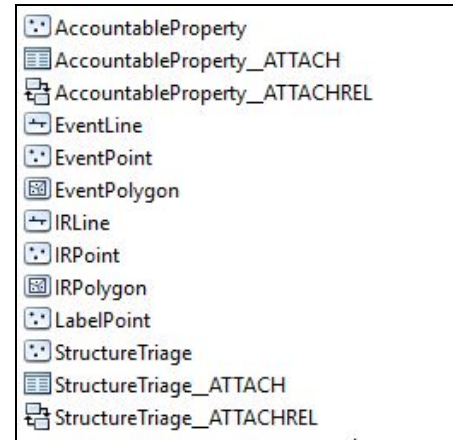 AccountableProperty
AccountableProperty__ATTACH
AccountableProperty__ATTACHREL
EventLine
EventPoint
EventPolygon
IRLine
IRPoint
IRPolygon
LabelPoint
StructureTriage
StructureTriage__ATTACH
StructureTriage__ATTACHREL